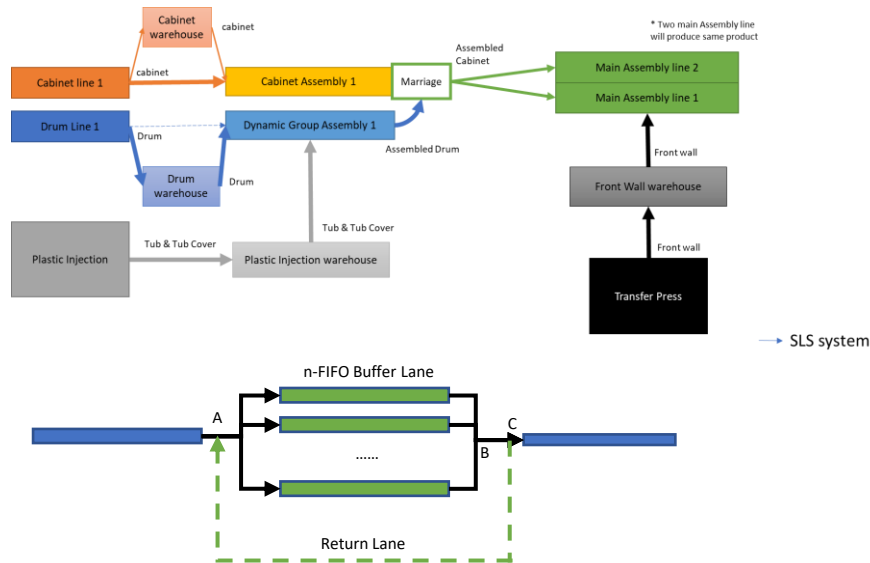 Cabinet
warehouse
cabinet
* Two main Assembly line
will produce same product
Assembled
Cabinet
cabinet
Cabinet line 1
Cabinet Assembly 1
Marriage
Main Assembly line 2
Main Assembly line 1
Drum Line 1
Drum
Dynamic Group Assembly 1
Assembled Drum
Front wall
Drum
warehouse
Drum
Front Wall warehouse
Tub & Tub Cover
Tub & Tub Cover
Plastic Injection
Plastic Injection warehouse
Front wall
Transfer Press
SLS system
n-FIFO Buffer Lane
A
C
B
......
Return Lane